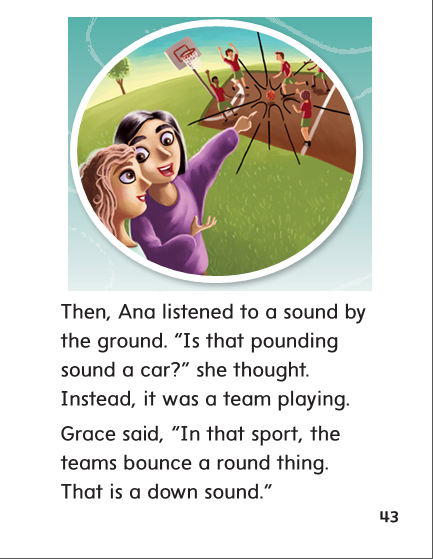 Then, Ana listened to a sound by
the ground. “Is that pounding
sound a car?” she thought.
Instead, it was a team playing.
Grace said, “In that sport, the
teams bounce a round thing.
That is a down sound.”
43